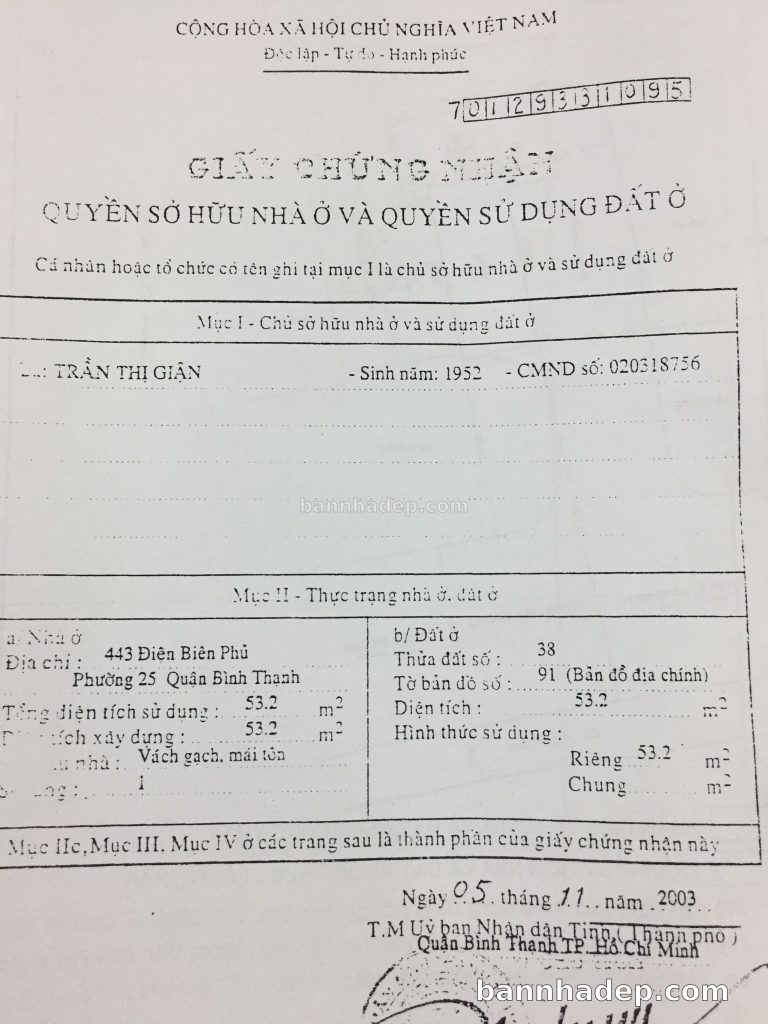 CỘNG HÒA XÃ HỘI CHỦ NGHĨA VIỆT NAM
Độc lập - Tự do - Hạnh phúc
70129331095
GIẤY CHỨNG NHẬN
QUYỀN SỞ HỮU NHÀ Ở VÀ QUYỀN SỬ DỤNG ĐẤT Ở
Cá nhân hoặc tổ chức có tên ghi tại mục I là chủ sở hữu nhà ở và sử dụng đất ở
Mục I - Chủ sở hữu nhà ở và sử dụng đất ở
TRẦN THỊ GIẬN - Sinh năm: 1952 - CMND số: 020318756
bannhadep.com
Mục II - Thực trạng nhà ở, đất ở
a/ Nhà ở
Địa chỉ : 443 Điện Biên Phủ
Phường 25 Quận Bình Thạnh
Tổng diện tích sử dụng : 53.2 m2
tích xây dựng : 53.2 m2
nhà : Vách gạch, mái tôn
1
b/ Đất ở
Thửa đất số : 38
Tờ bản đồ số : 91 (Bản đồ địa chính)
Diện tích : 53.2 m2
Hình thức sử dụng :
Riêng 53.2 m2
Chung m2
Mục IIc, Mục III, Mục IV ở các trang sau là thành phần của giấy chứng nhận này
Ngày 05 tháng 11 năm 2003
T.M Uỷ ban Nhân dân Tỉnh ( Thành phố )
Quận Bình Thạnh TP. Hồ Chí Minh
bannhadep.com